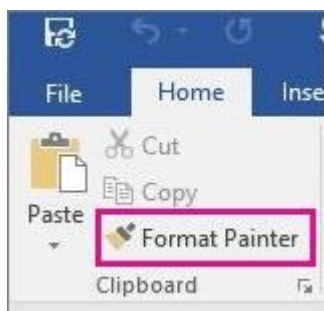 File Home Inse
Cut
Copy
Paste
Format Painter
Clipboard